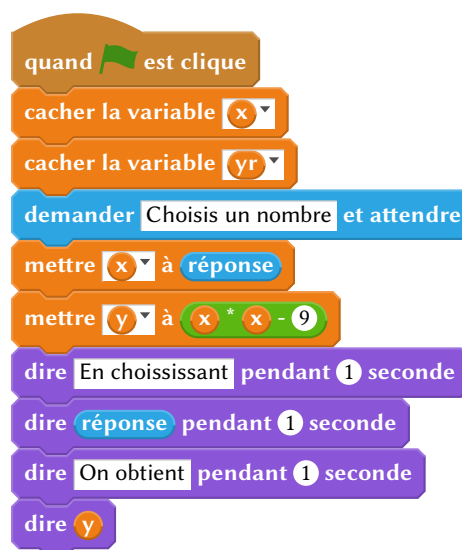 quand est clique
cacher la variable x
cacher la variable yr
demander Choisis un nombre et attendre
mettre x à réponse
mettre y à x * x - 9
dire En choississant pendant 1 seconde
dire réponse pendant 1 seconde
dire On obtient pendant 1 seconde
dire y